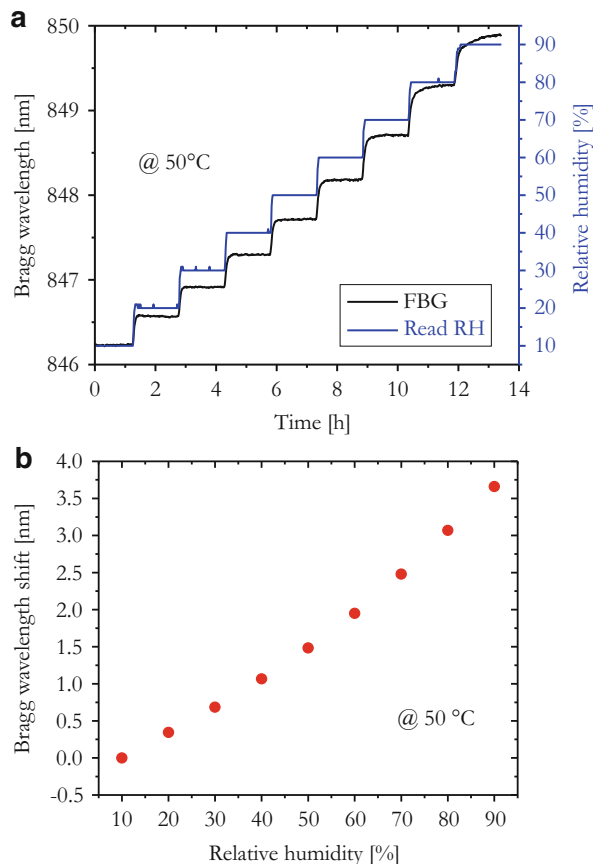 a
850
849
848
847
846
Bragg wavelength [nm]
90
80
70
60
50
40
30
20
10
Relative humidity [%]
@ 50°C
FBG
Read RH
0 2 4 6 8 10 12 14
Time [h]
b
4.0
3.5
3.0
2.5
2.0
1.5
1.0
0.5
0.0
-0.5
Bragg wavelength shift [nm]
@ 50 °C
10 20 30 40 50 60 70 80 90
Relative humidity [%]